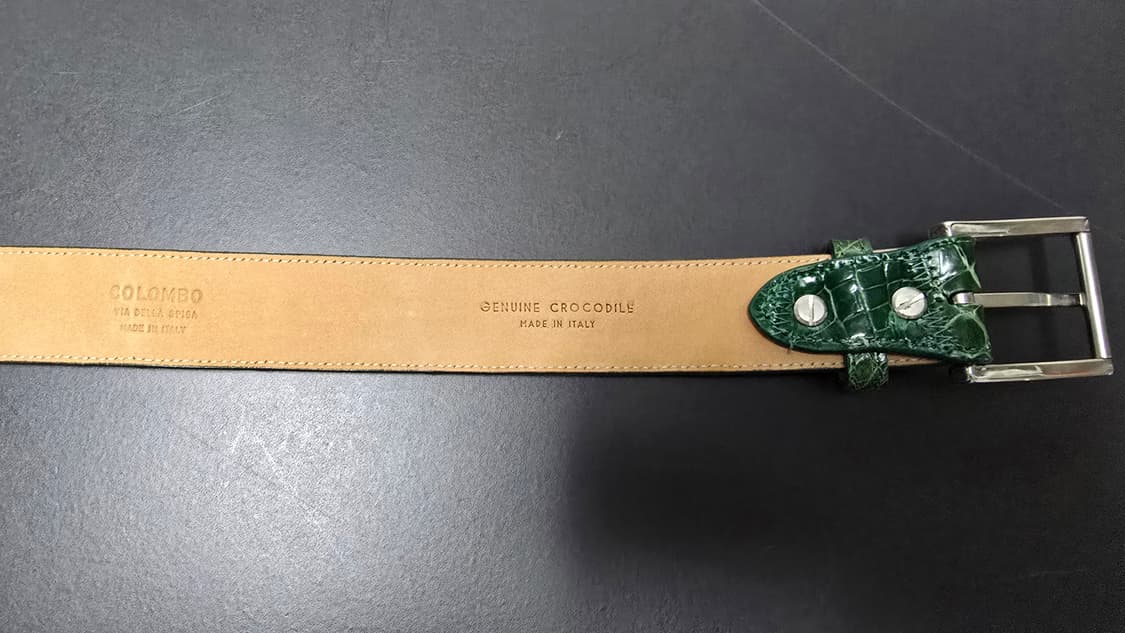 COLOMBO
VIA DELLA SPIGA
MADE IN ITALY
GENUINE CROCODILE
MADE IN ITALY